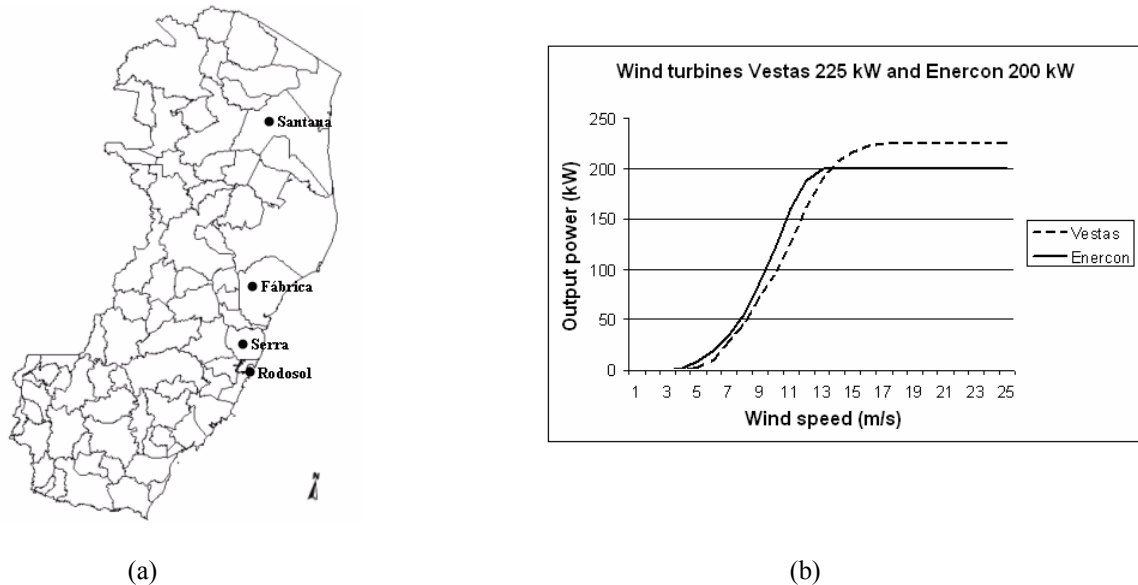 Santana
Fábrica
Serra
Rodosol
N
(a)
Wind turbines Vestas 225 kW and Enercon 200 kW
Output power (kW)
250
200
150
100
50
0
1 3 5 7 9 11 13 15 17 19 21 23 25
Wind speed (m/s)
Vestas
Enercon
(b)